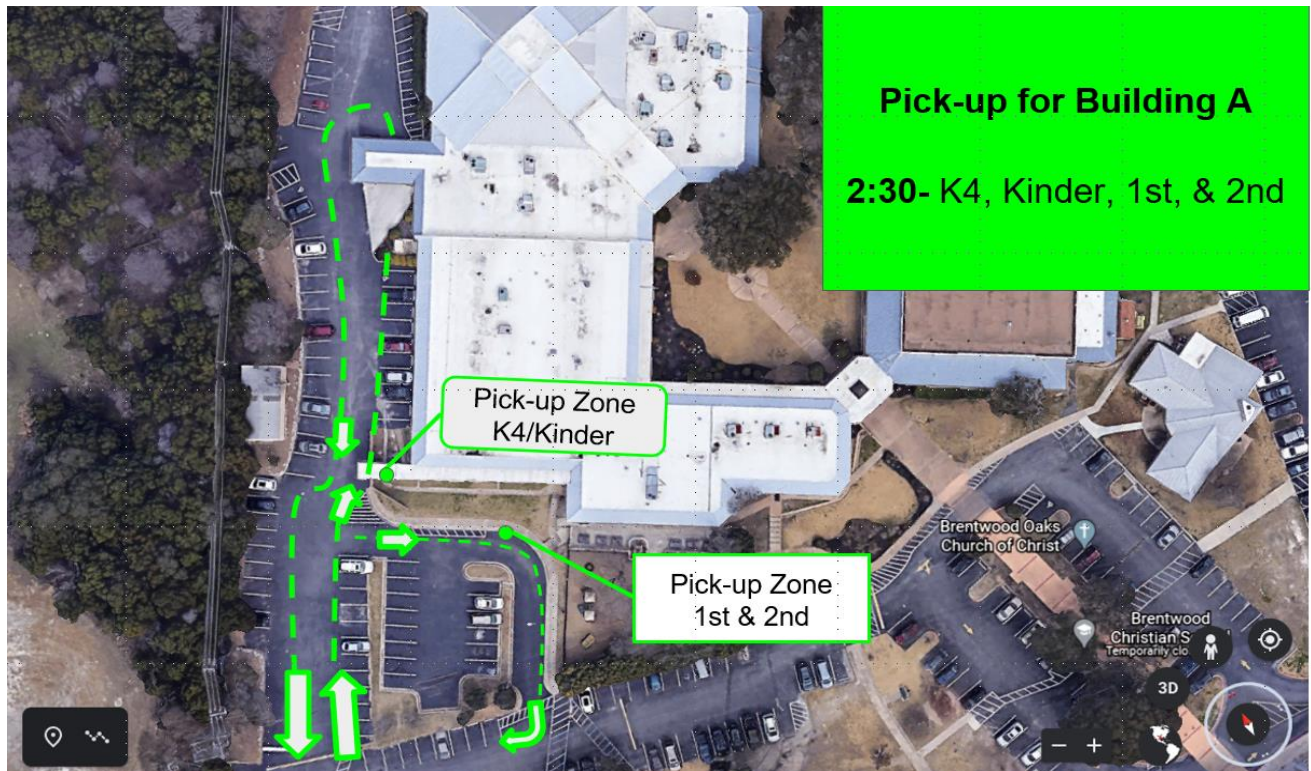 Pick-up for Building A
2:30- K4, Kinder, 1st, & 2nd
Pick-up Zone
K4/Kinder
Brentwood Oaks
Church of Christ
Pick-up Zone
1st & 2nd
Brentwood
Christian S
Temporarily clo
3D